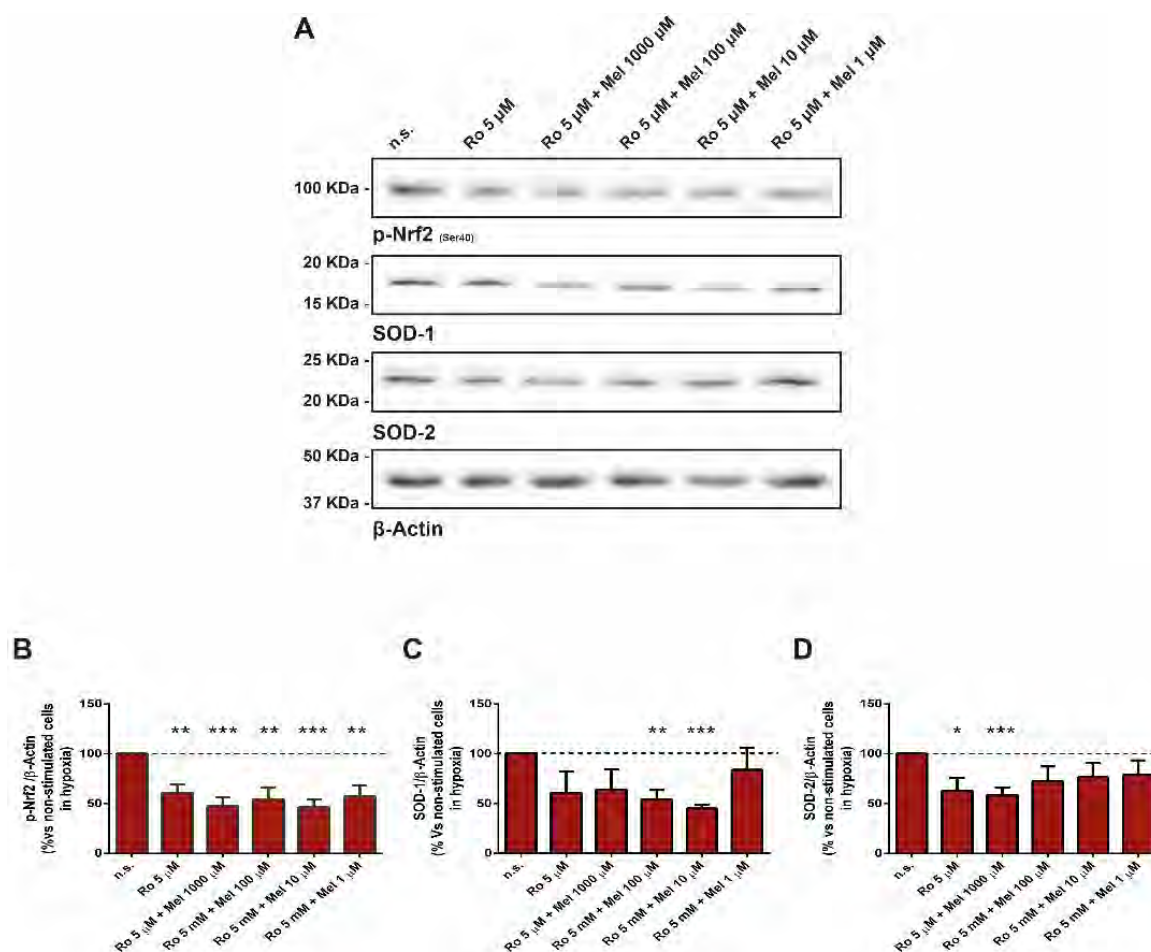 A
n.s.
Ro 5 µM
Ro 5 µM + Mel 1000 µM
Ro 5 µM + Mel 100 µM
Ro 5 µM + Mel 10 µM
Ro 5 µM + Mel 1 µM
100 KDa -
p-Nrf2 (Ser40)
20 KDa -
15 KDa -
SOD-1
25 KDa -
20 KDa -
SOD-2
50 KDa -
37 KDa -
β-Actin
B
p-Nrf2 /β-Actin
(%vs non-stimulated cells
in hypoxia)
150
100
50
0
** *** ** *** **
n.s.
Ro 5 µM
Ro 5 µM + Mel 1000 µM
Ro 5 mM + Mel 100 µM
Ro 5 mM + Mel 10 µM
Ro 5 mM + Mel 1 µM
C
SOD-1/β-Actin
(% Vs non-stimulated cells
in hypoxia)
150
100
50
0
** ***
n.s.
Ro 5 µM
Ro 5 µM + Mel 1000 µM
Ro 5 mM + Mel 100 µM
Ro 5 mM + Mel 10 µM
Ro 5 mM + Mel 1 µM
D
SOD-2/β-Actin
(% vs non-stimulated cells
in hypoxia)
150
100
50
0
* ***
n.s.
Ro 5 µM
Ro 5 µM + Mel 1000 µM
Ro 5 mM + Mel 100 µM
Ro 5 mM + Mel 10 µM
Ro 5 mM + Mel 1 µM